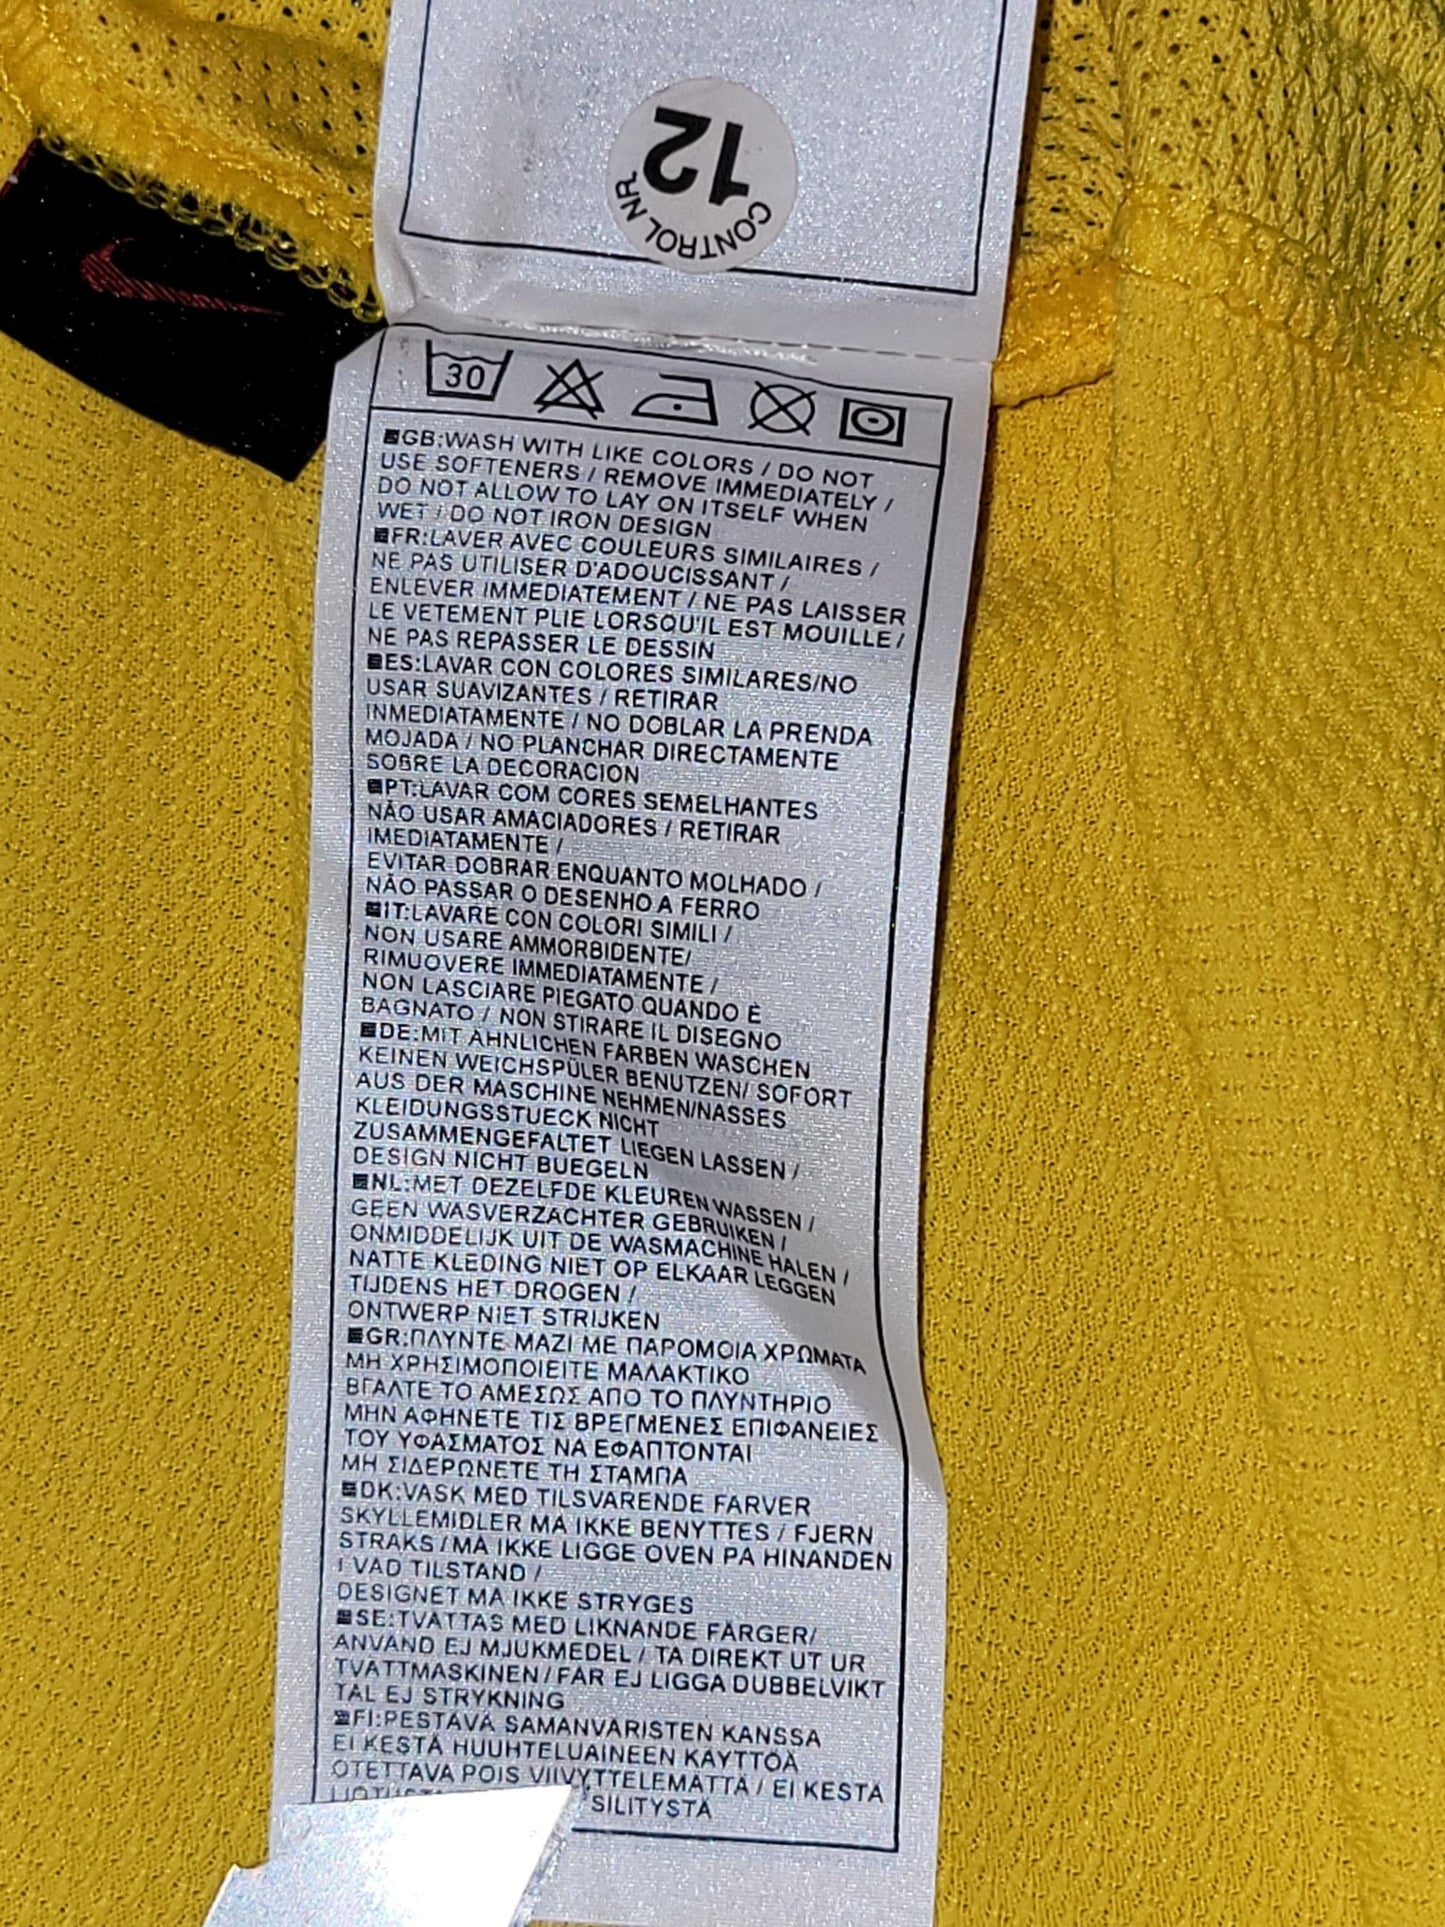 CONTROL NR.
12
30
GB:WASH WITH LIKE COLORS / DO NOT
USE SOFTENERS / REMOVE IMMEDIATELY /
DO NOT ALLOW TO LAY ON ITSELF WHEN
WET / DO NOT IRON DESIGN
FR:LAVER AVEC COULEURS SIMILAIRES /
NE PAS UTILISER D'ADOUCISSANT /
ENLEVER IMMEDIATEMENT / NE PAS LAISSER
LE VETEMENT PLIE LORSQU'IL EST MOUILLE /
NE PAS REPASSER LE DESSIN
ES:LAVAR CON COLORES SIMILARES/NO
USAR SUAVIZANTES / RETIRAR
INMEDIATAMENTE / NO DOBLAR LA PRENDA
MOJADA / NO PLANCHAR DIRECTAMENTE
SOBRE LA DECORACION
PT:LAVAR COM CORES SEMELHANTES
NÃO USAR AMACIADORES / RETIRAR
IMEDIATAMENTE /
EVITAR DOBRAR ENQUANTO MOLHADO /
NÃO PASSAR O DESENHO A FERRO
IT:LAVARE CON COLORI SIMILI /
NON USARE AMMORBIDENTE/
RIMUOVERE IMMEDIATAMENTE /
NON LASCIARE PIEGATO QUANDO È
BAGNATO / NON STIRARE IL DISEGNO
DE:MIT ÄHNLICHEN FARBEN WASCHEN
KEINEN WEICHSPÜLER BENUTZEN/ SOFORT
AUS DER MASCHINE NEHMEN/NASSES
KLEIDUNGSSTUECK NICHT
ZUSAMMENGEFALTET LIEGEN LASSEN /
DESIGN NICHT BUEGELN
NL:MET DEZELFDE KLEUREN WASSEN /
GEEN WASVERZACHTER GEBRUIKEN /
ONMIDDELIJK UIT DE WASMACHINE HALEN /
NATTE KLEDING NIET OP ELKAAR LEGGEN
TIJDENS HET DROGEN /
ONTWERP NIET STRIJKEN
GR:ΠΛΥΝΤΕ ΜΑΖΙ ΜΕ ΠΑΡΟΜΟΙΑ ΧΡΩΜΑΤΑ
ΜΗ ΧΡΗΣΙΜΟΠΟΙΕΙΤΕ ΜΑΛΑΚΤΙΚΟ
ΒΓΑΛΤΕ ΤΟ ΑΜΕΣΩΣ ΑΠΟ ΤΟ ΠΛΥΝΤΗΡΙΟ
ΜΗΝ ΑΦΗΝΕΤΕ ΤΙΣ ΒΡΕΓΜΕΝΕΣ ΕΠΙΦΑΝΕΙΕΣ
ΤΟΥ ΥΦΑΣΜΑΤΟΣ ΝΑ ΕΦΑΠΤΟΝΤΑΙ
ΜΗ ΣΙΔΕΡΩΝΕΤΕ ΤΗ ΣΤΑΜΠΑ
DK:VASK MED TILSVARENDE FARVER
SKYLLEMIDLER MÅ IKKE BENYTTES / FJERN
STRAKS / MÅ IKKE LIGGE OVEN PÅ HINANDEN
I VÅD TILSTAND /
DESIGNET MÅ IKKE STRYGES
SE:TVÄTTAS MED LIKNANDE FÄRGER/
ANVÄND EJ MJUKMEDEL / TA DIREKT UT UR
TVÄTTMASKINEN / FÅR EJ LIGGA DUBBELVIKT
TÅL EJ STRYKNING
FI:PESTÄVÄ SAMANVÄRISTEN KANSSA
EI KESTÄ HUUHTELUAINEEN KÄYTTÖÄ
OTETTAVA POIS VIIVYTTELEMÄTTÄ / EI KESTÄ
SILITYSTÄ